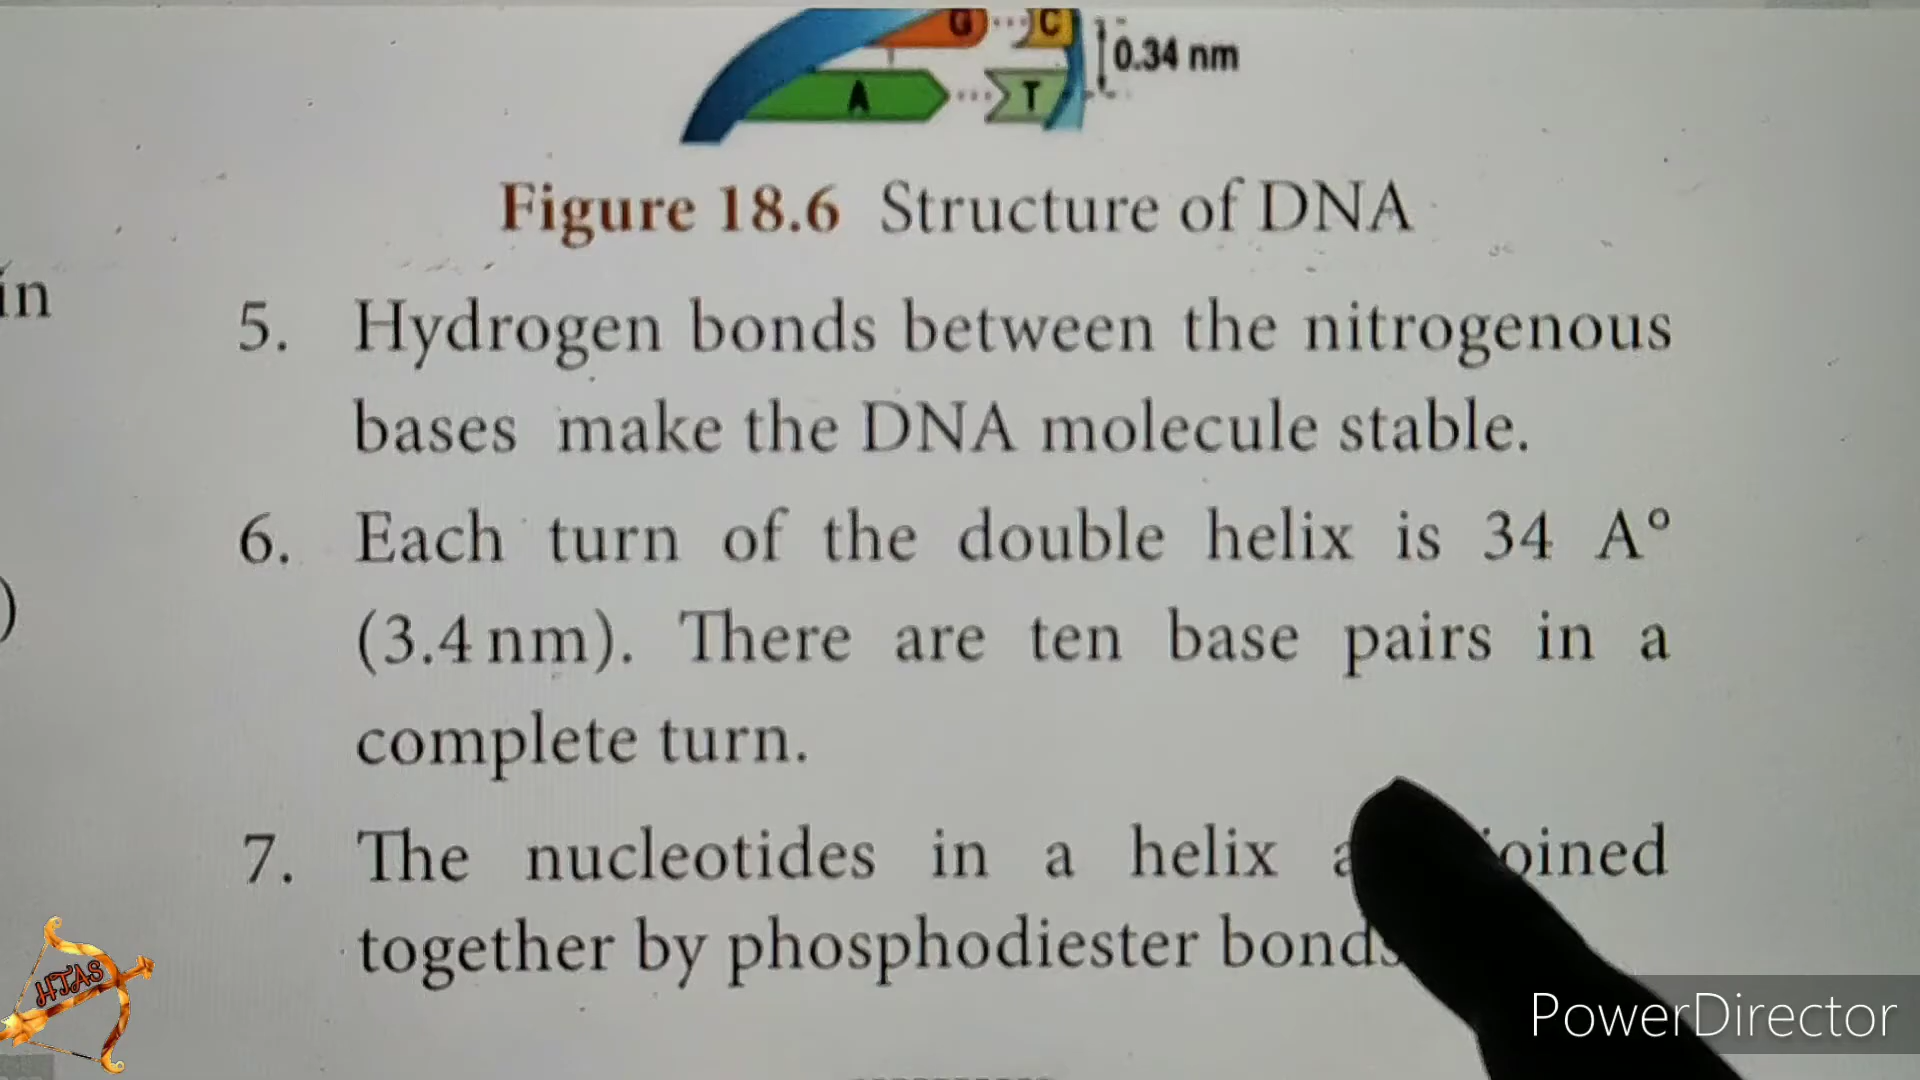 G C
0.34 nm
A T
Figure 18.6 Structure of DNA
in
5. Hydrogen bonds between the nitrogenous
bases make the DNA molecule stable.
6. Each turn of the double helix is 34 A°
(3.4 nm). There are ten base pairs in a
)
complete turn.
7. The nucleotides in a helix
together by phosphodiester bonds
HTAS
PowerDirector